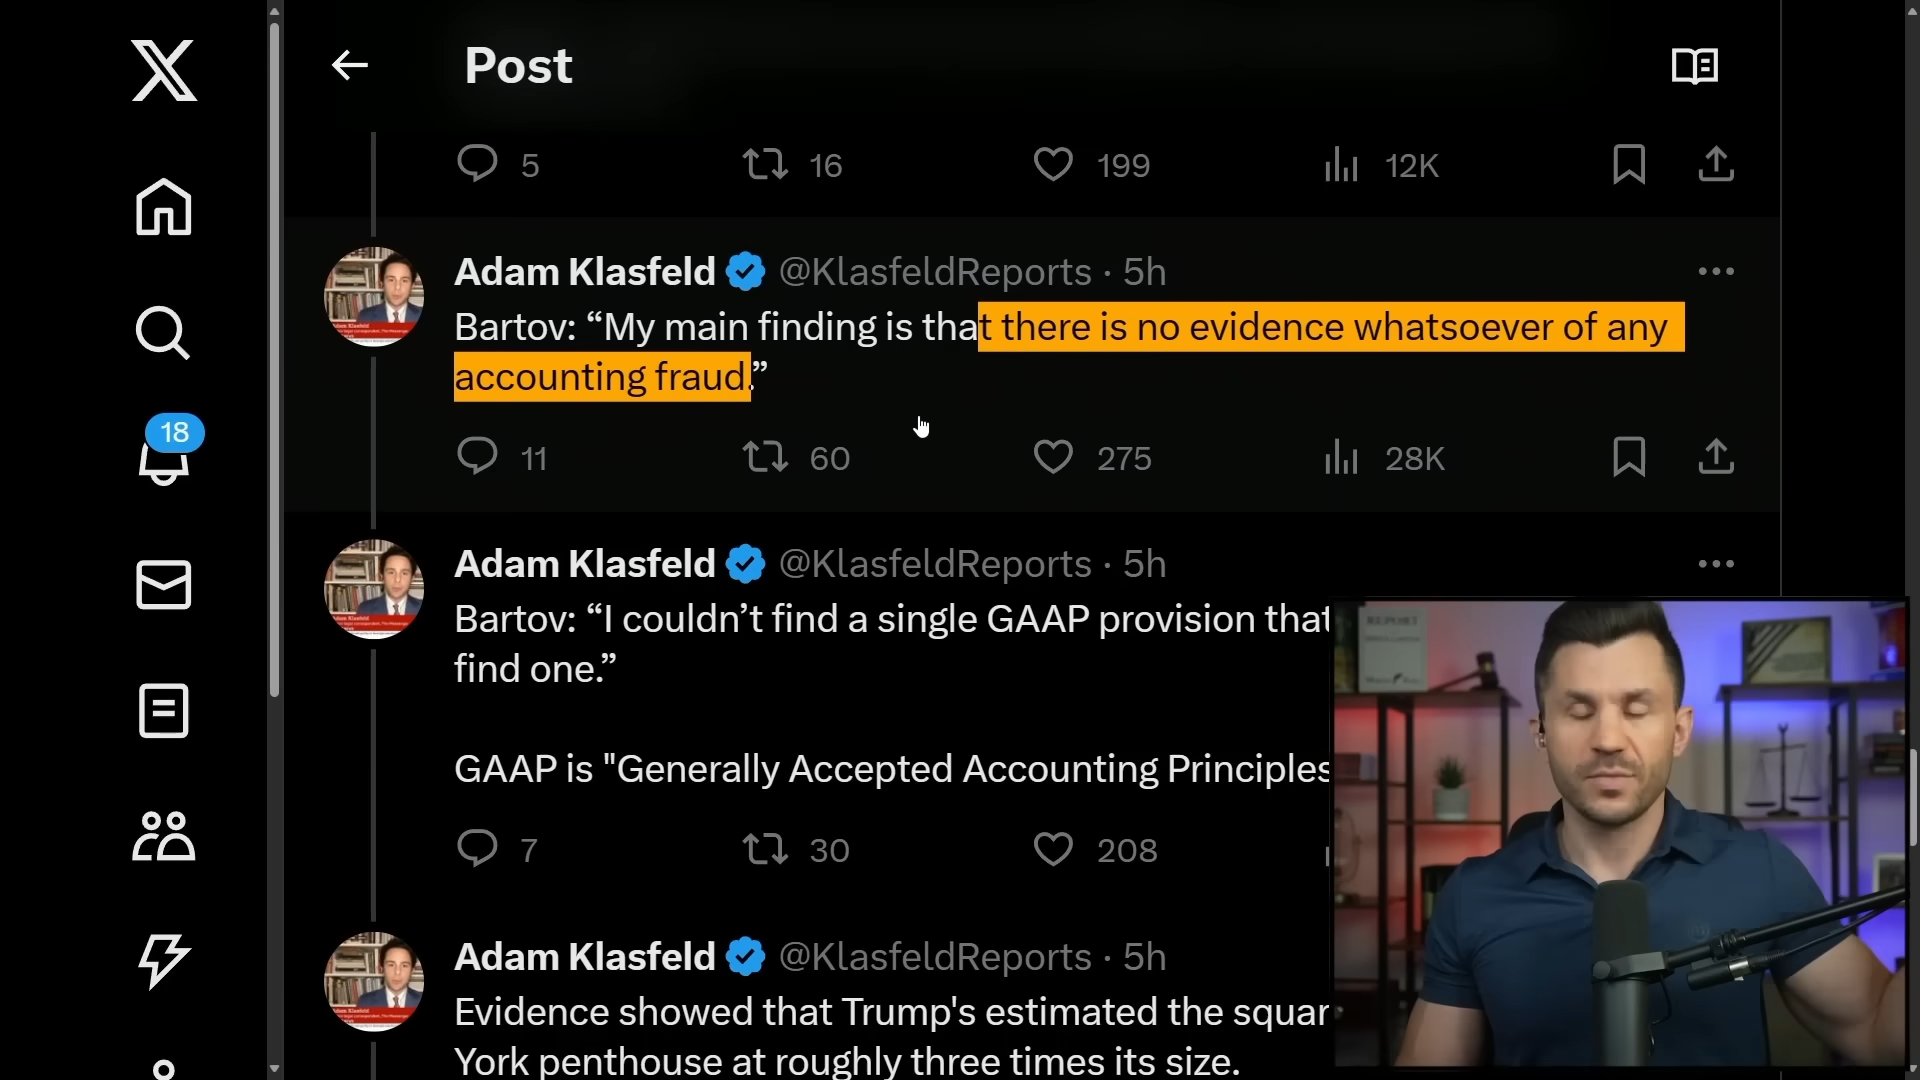 Post
5 16 199 12K
Adam Klasfeld @KlasfeldReports · 5h
Bartov: “My main finding is that there is no evidence whatsoever of any
accounting fraud.”
18
11 60 275 28K
Adam Klasfeld @KlasfeldReports · 5h
Bartov: “I couldn’t find a single GAAP provision that
find one.”
GAAP is "Generally Accepted Accounting Principles
7 30 208
Adam Klasfeld @KlasfeldReports · 5h
Evidence showed that Trump's estimated the squar
York penthouse at roughly three times its size.
REPORT